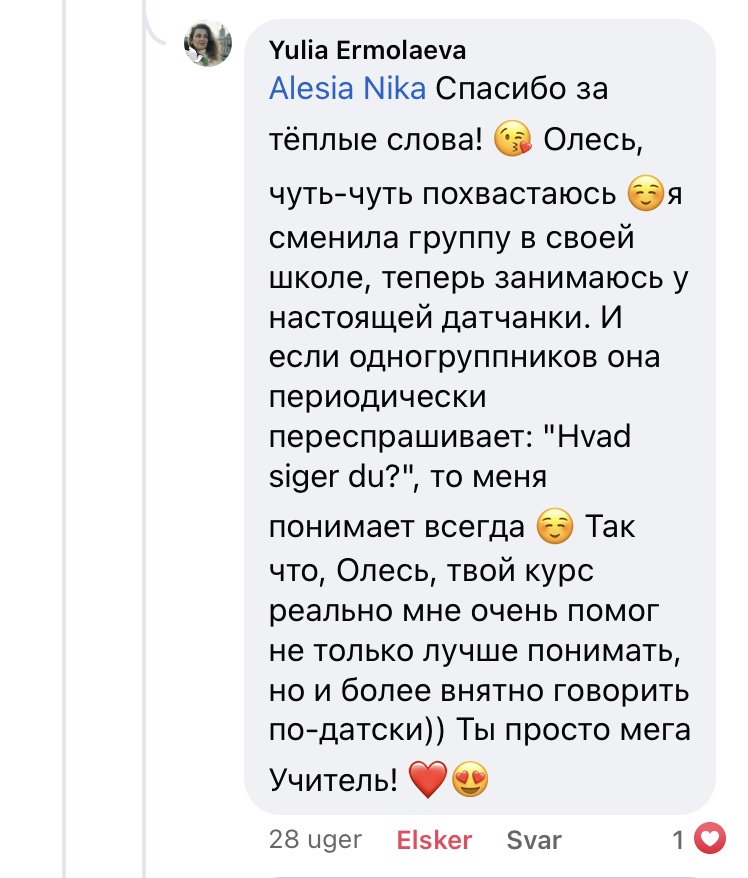 Yulia Ermolaeva
Alesia Nika Спасибо за
тёплые слова! 😘 Олесь,
чуть-чуть похвастаюсь ☺️я
сменила группу в своей
школе, теперь занимаюсь у
настоящей датчанки. И
если одногруппников она
периодически
переспрашивает: "Hvad
siger du?", то меня
понимает всегда ☺️ Так
что, Олесь, твой курс
реально мне очень помог
не только лучше понимать,
но и более внятно говорить
по-датски)) Ты просто мега
Учитель! ❤️😍
28 uger Elsker Svar 1